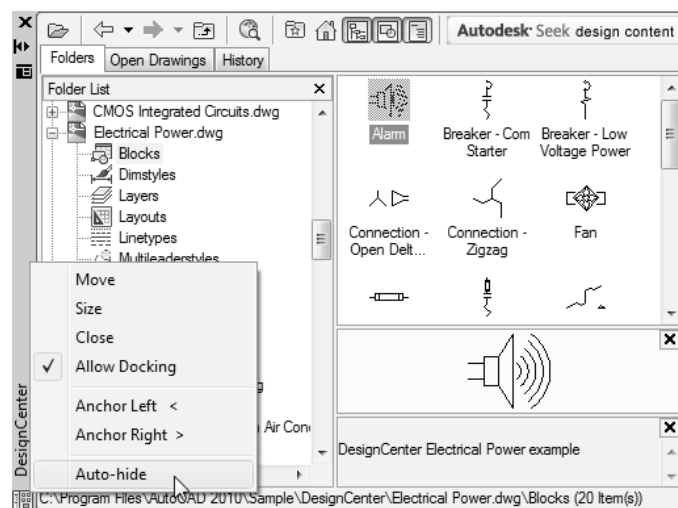 Autodesk® Seek design content
Folders
Open Drawings
History
Folder List
CMOS Integrated Circuits.dwg
Electrical Power.dwg
Blocks
Dimstyles
Layers
Layouts
Linetypes
Multileaderstyles
Alarm
Breaker - Com
Starter
Breaker - Low
Voltage Power
Connection -
Open Delt...
Connection -
Zigzag
Fan
Move
Size
Close
Allow Docking
Anchor Left <
Anchor Right >
Auto-hide
Air Con
DesignCenter
DesignCenter Electrical Power example
C:\Program Files\AutoCAD 2010\Sample\DesignCenter\Electrical Power.dwg\Blocks (20 Item(s))